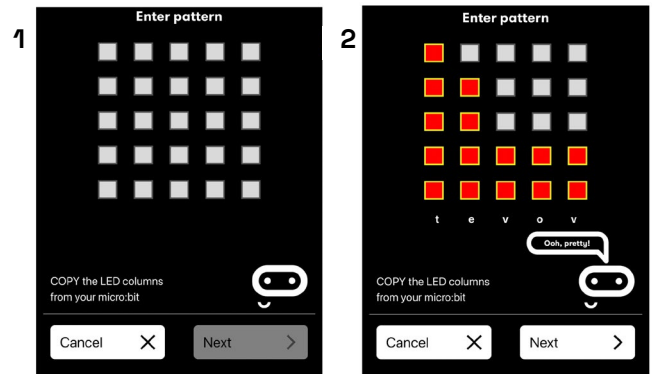 1
Enter pattern
COPY the LED columns
from your micro:bit
Cancel
Next
2
Enter pattern
t e v o v
Ooh, pretty!
COPY the LED columns
from your micro:bit
Cancel
Next